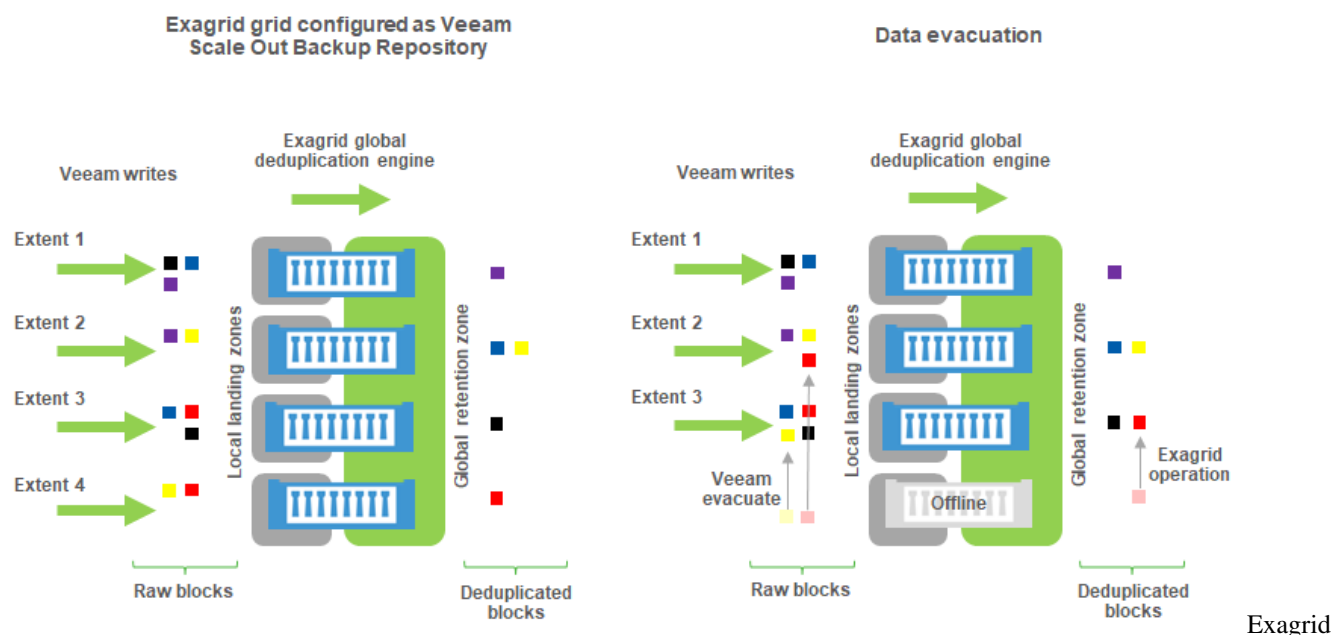 Exagrid grid configured as Veeam
Scale Out Backup Repository
Exagrid global
deduplication engine
Veeam writes
Extent 1
Extent 2
Extent 3
Extent 4
Local landing zones
Global retention zone
Raw blocks
Deduplicated
blocks
Data evacuation
Exagrid global
deduplication engine
Veeam writes
Extent 1
Extent 2
Extent 3
Veeam
evacuate
Local landing zones
Offline
Global retention zone
Exagrid
operation
Raw blocks
Deduplicated
blocks
Exagrid